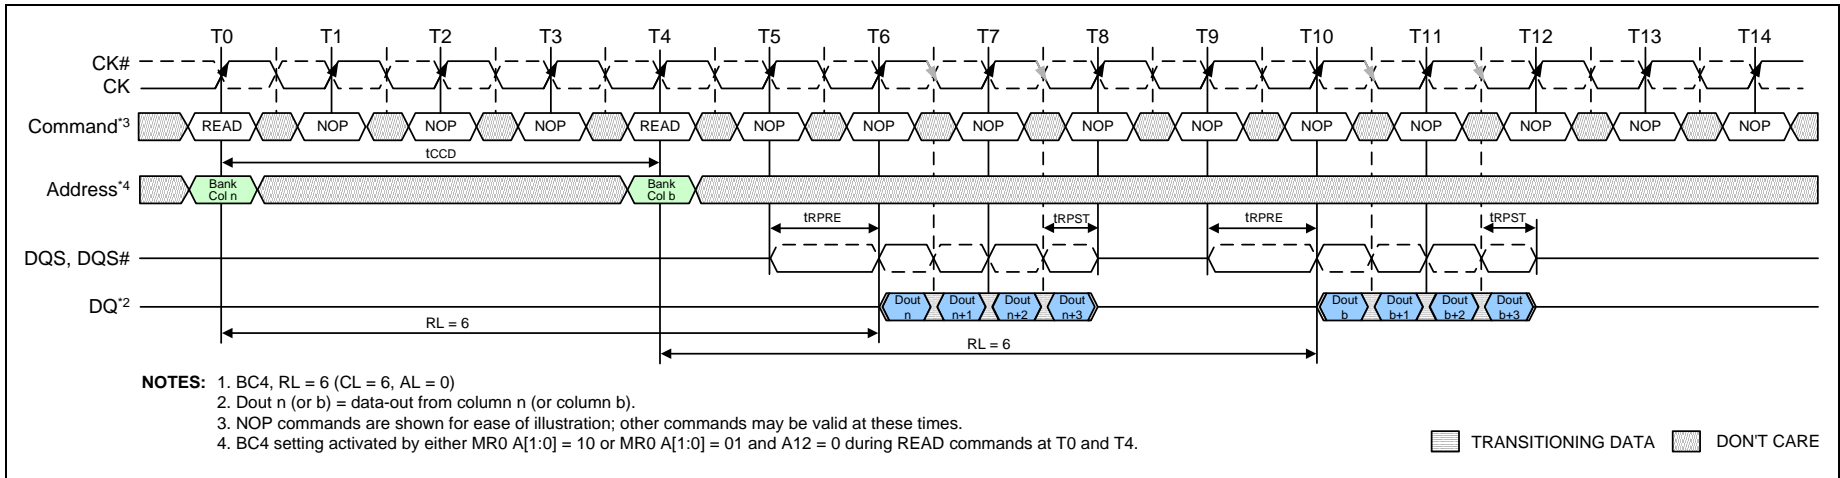 T0 T1 T2 T3 T4 T5 T6 T7 T8 T9 T10 T11 T12 T13 T14
CK#
CK
Command*3 READ NOP NOP NOP READ NOP NOP NOP NOP NOP NOP NOP NOP NOP NOP
tCCD
Address*4 Bank Col n Bank Col b
tRPRE tRPST tRPRE tRPST
DQS, DQS#
DQ*2 Dout n Dout n+1 Dout n+2 Dout n+3 Dout b Dout b+1 Dout b+2 Dout b+3
RL = 6
RL = 6
NOTES: 1. BC4, RL = 6 (CL = 6, AL = 0)
2. Dout n (or b) = data-out from column n (or column b).
3. NOP commands are shown for ease of illustration; other commands may be valid at these times.
4. BC4 setting activated by either MR0 A[1:0] = 10 or MR0 A[1:0] = 01 and A12 = 0 during READ commands at T0 and T4.
TRANSITIONING DATA DON'T CARE